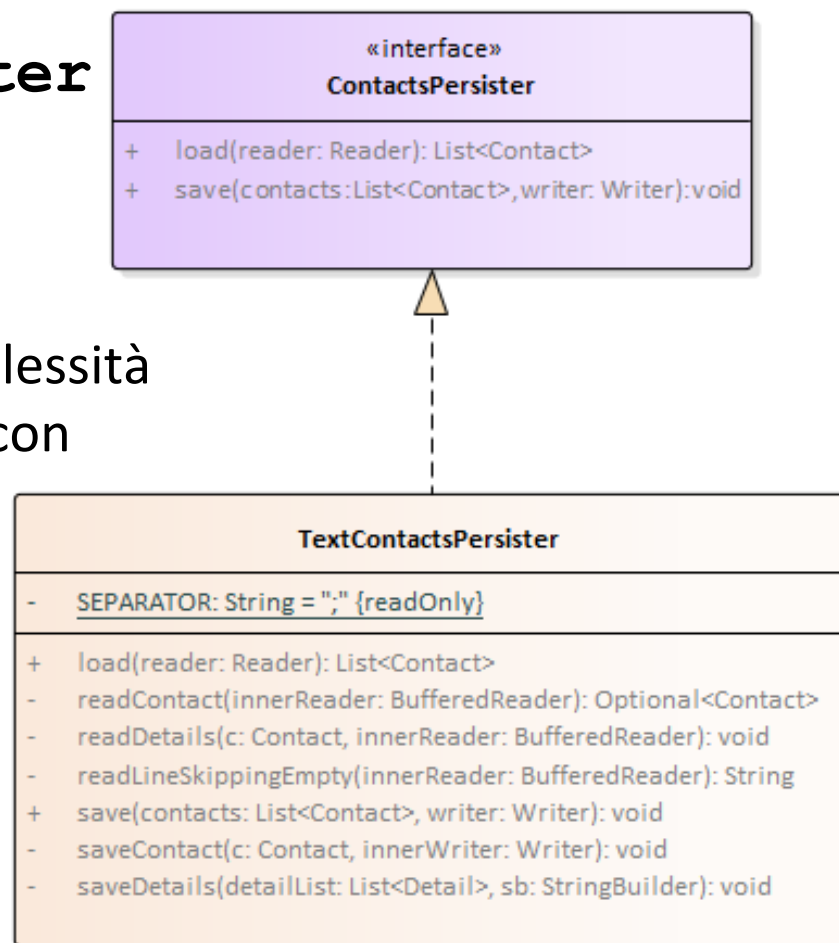 ter
«interface»
ContactsPersister
+ load(reader: Reader): List<Contact>
+ save(contacts:List<Contact>,writer: Writer):void
lessità
con
TextContactsPersister
- SEPARATOR: String = ";" {readOnly}
+ load(reader: Reader): List<Contact>
- readContact(innerReader: BufferedReader): Optional<Contact>
- readDetails(c: Contact, innerReader: BufferedReader): void
- readLineSkippingEmpty(innerReader: BufferedReader): String
+ save(contacts: List<Contact>, writer: Writer): void
- saveContact(c: Contact, innerWriter: Writer): void
- saveDetails(detailList: List<Detail>, sb: StringBuilder): void